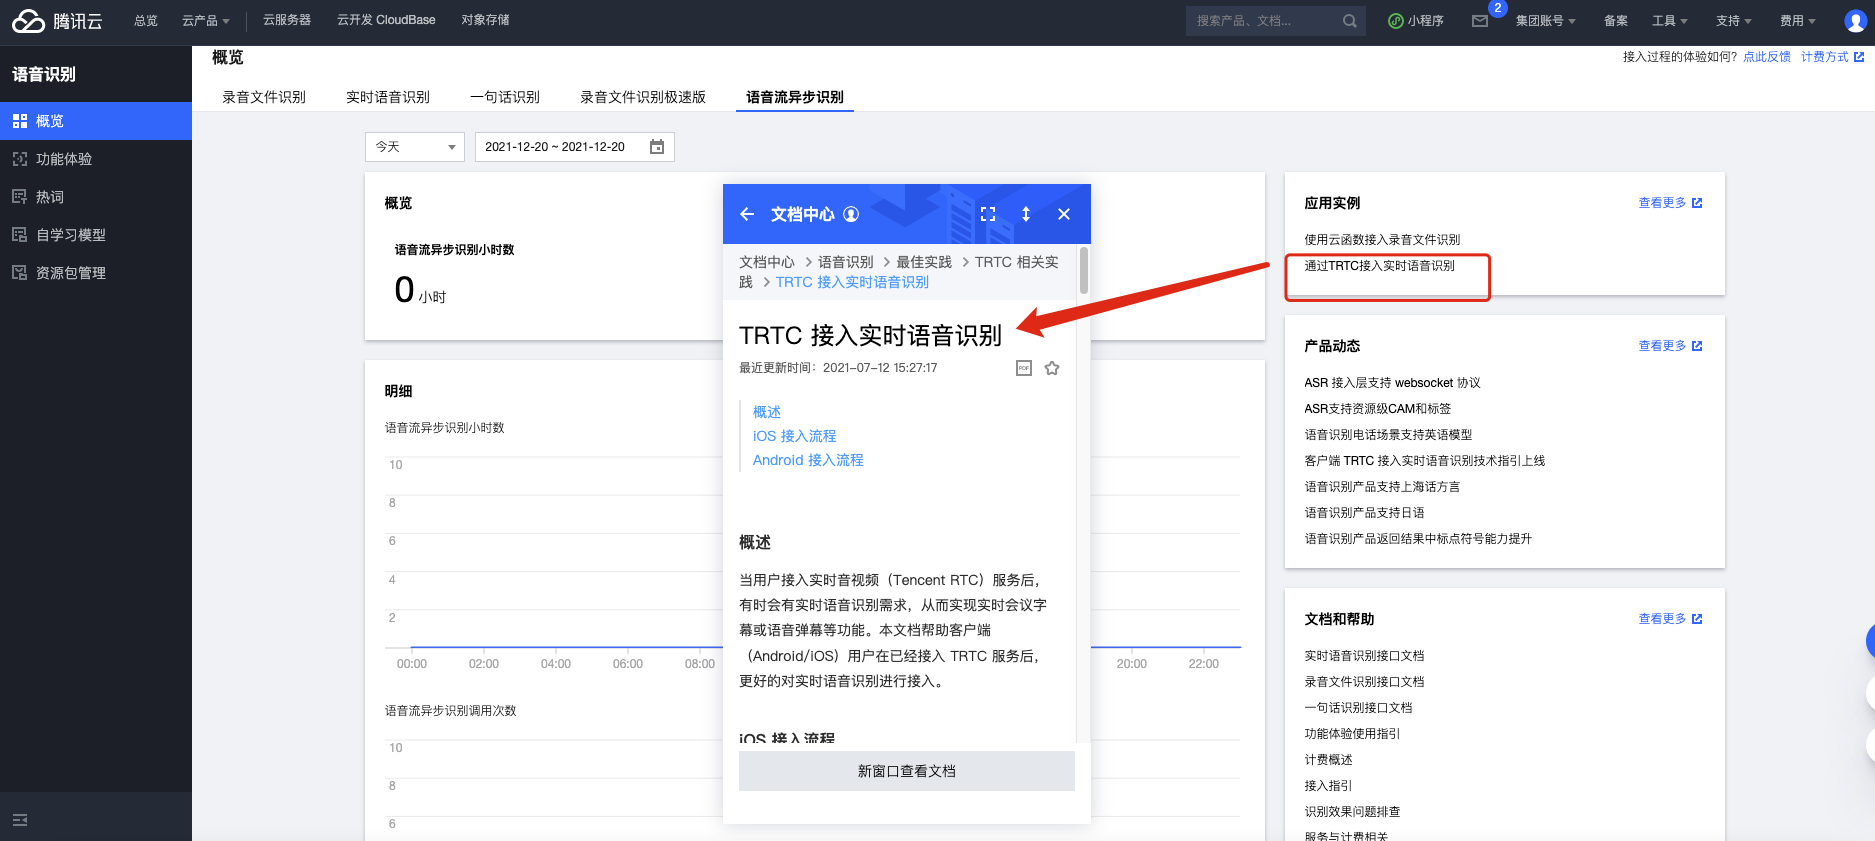 腾讯云
总览
云产品
云服务器
云开发 CloudBase
对象存储
搜索产品、文档...
小程序
2
集团账号
备案
工具
支持
费用
语音识别
概览
功能体验
热词
自学习模型
资源包管理
概览
接入过程的体验如何?
点此反馈
计费方式
录音文件识别
实时语音识别
一句话识别
录音文件识别极速版
语音流异步识别
今天
2021-12-20 ~ 2021-12-20
概览
语音流异步识别小时数
0 小时
明细
语音流异步识别小时数
10
8
6
4
2
00:00
02:00
04:00
06:00
08:00
20:00
22:00
语音流异步识别调用次数
10
8
6
文档中心
文档中心 > 语音识别 > 最佳实践 > TRTC 相关实
践 > TRTC 接入实时语音识别
TRTC 接入实时语音识别
最近更新时间：2021-07-12 15:27:17
PDF
概述
iOS 接入流程
Android 接入流程
概述
当用户接入实时音视频（Tencent RTC）服务后，
有时会有实时语音识别需求，从而实现实时会议字
幕或语音弹幕等功能。本文档帮助客户端
（Android/iOS）用户在已经接入 TRTC 服务后，
更好的对实时语音识别进行接入。
iOS 接入流程
新窗口查看文档
应用实例
查看更多
使用云函数接入录音文件识别
通过TRTC接入实时语音识别
产品动态
查看更多
ASR 接入层支持 websocket 协议
ASR支持资源级CAM和标签
语音识别电话场景支持英语模型
客户端 TRTC 接入实时语音识别技术指引上线
语音识别产品支持上海话方言
语音识别产品支持日语
语音识别产品返回结果中标点符号能力提升
文档和帮助
查看更多
实时语音识别接口文档
录音文件识别接口文档
一句话识别接口文档
功能体验使用指引
计费概述
接入指引
识别效果问题排查
服务与计费相关